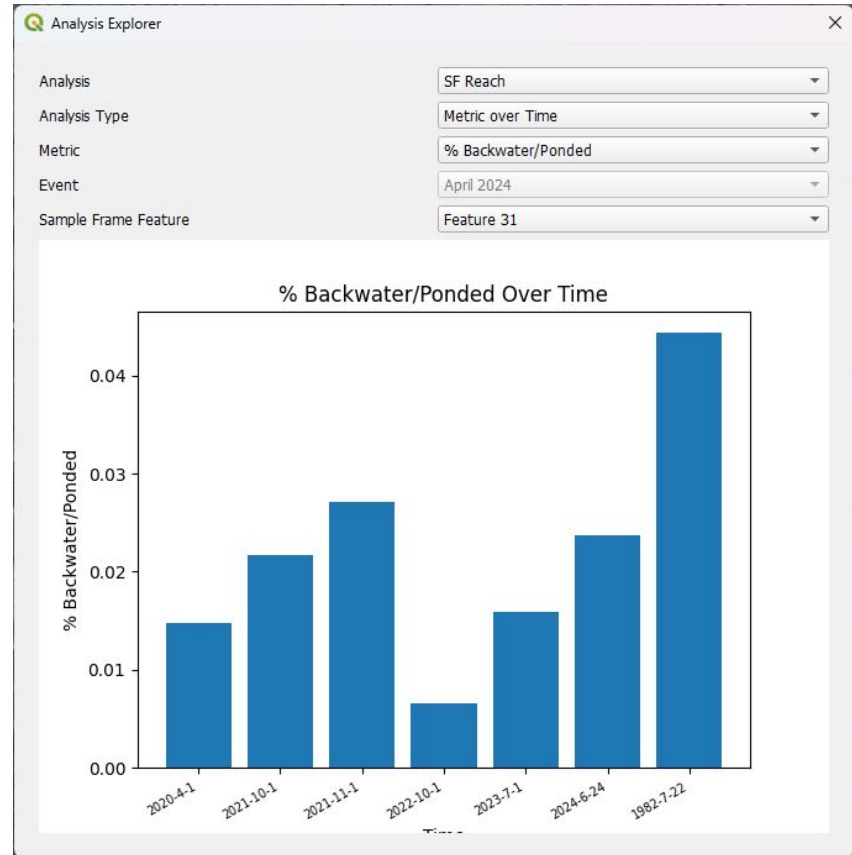 Analysis Explorer
Analysis SF Reach
Analysis Type Metric over Time
Metric % Backwater/Ponded
Event April 2024
Sample Frame Feature Feature 31
% Backwater/Ponded Over Time
% Backwater/Ponded
0.04
0.03
0.02
0.01
0.00
2020-4-1 2021-10-1 2021-11-1 2022-10-1 2023-7-1 2024-6-24 1982-7-22
Time